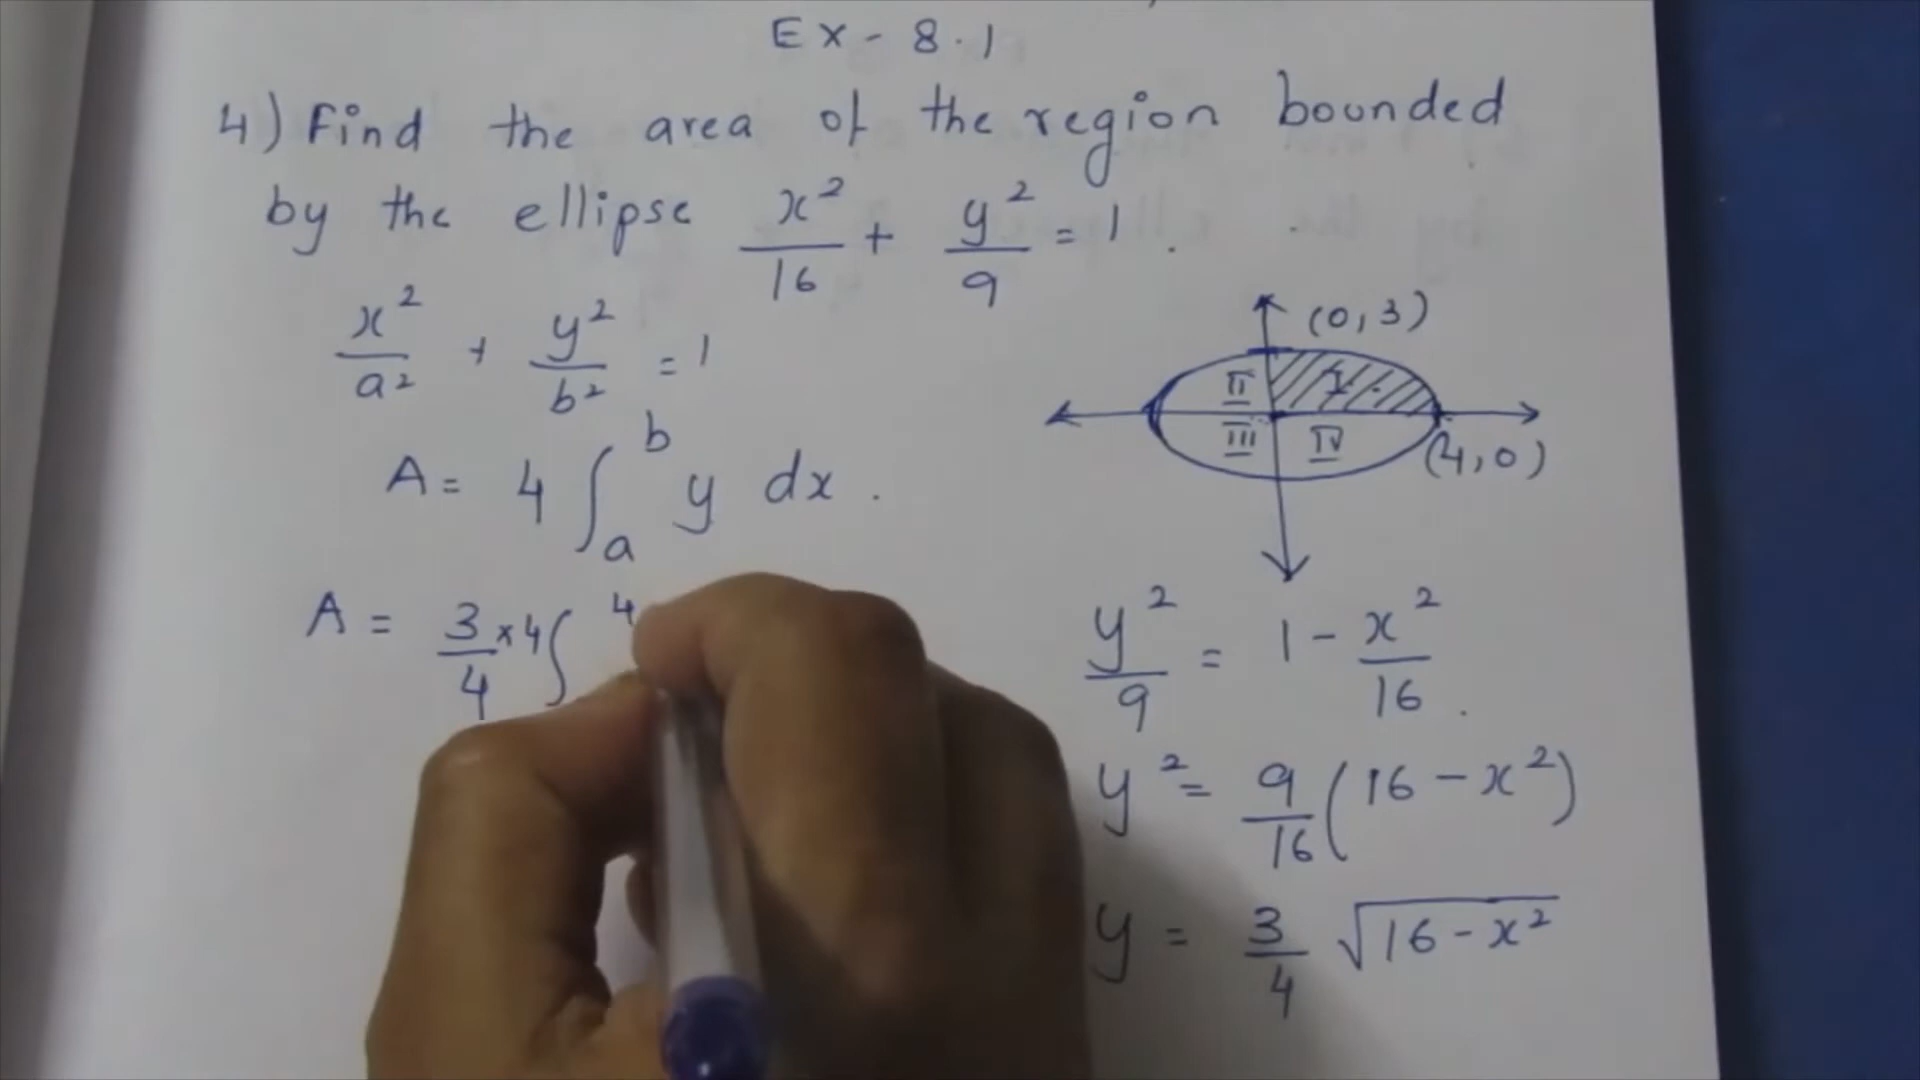 Ex - 8.1
4) Find the area of the region bounded
by the ellipse x²/16 + y²/9 = 1 .
x²/a² + y²/b² = 1
A = 4 ∫ₐᵇ y dx .
A = 3/4 × 4 ∫ ⁴
(0,3)
II I
III IV
(4,0)
y²/9 = 1 - x²/16 .
y² = 9/16 (16 - x²)
y = 3/4 √(16 - x²)